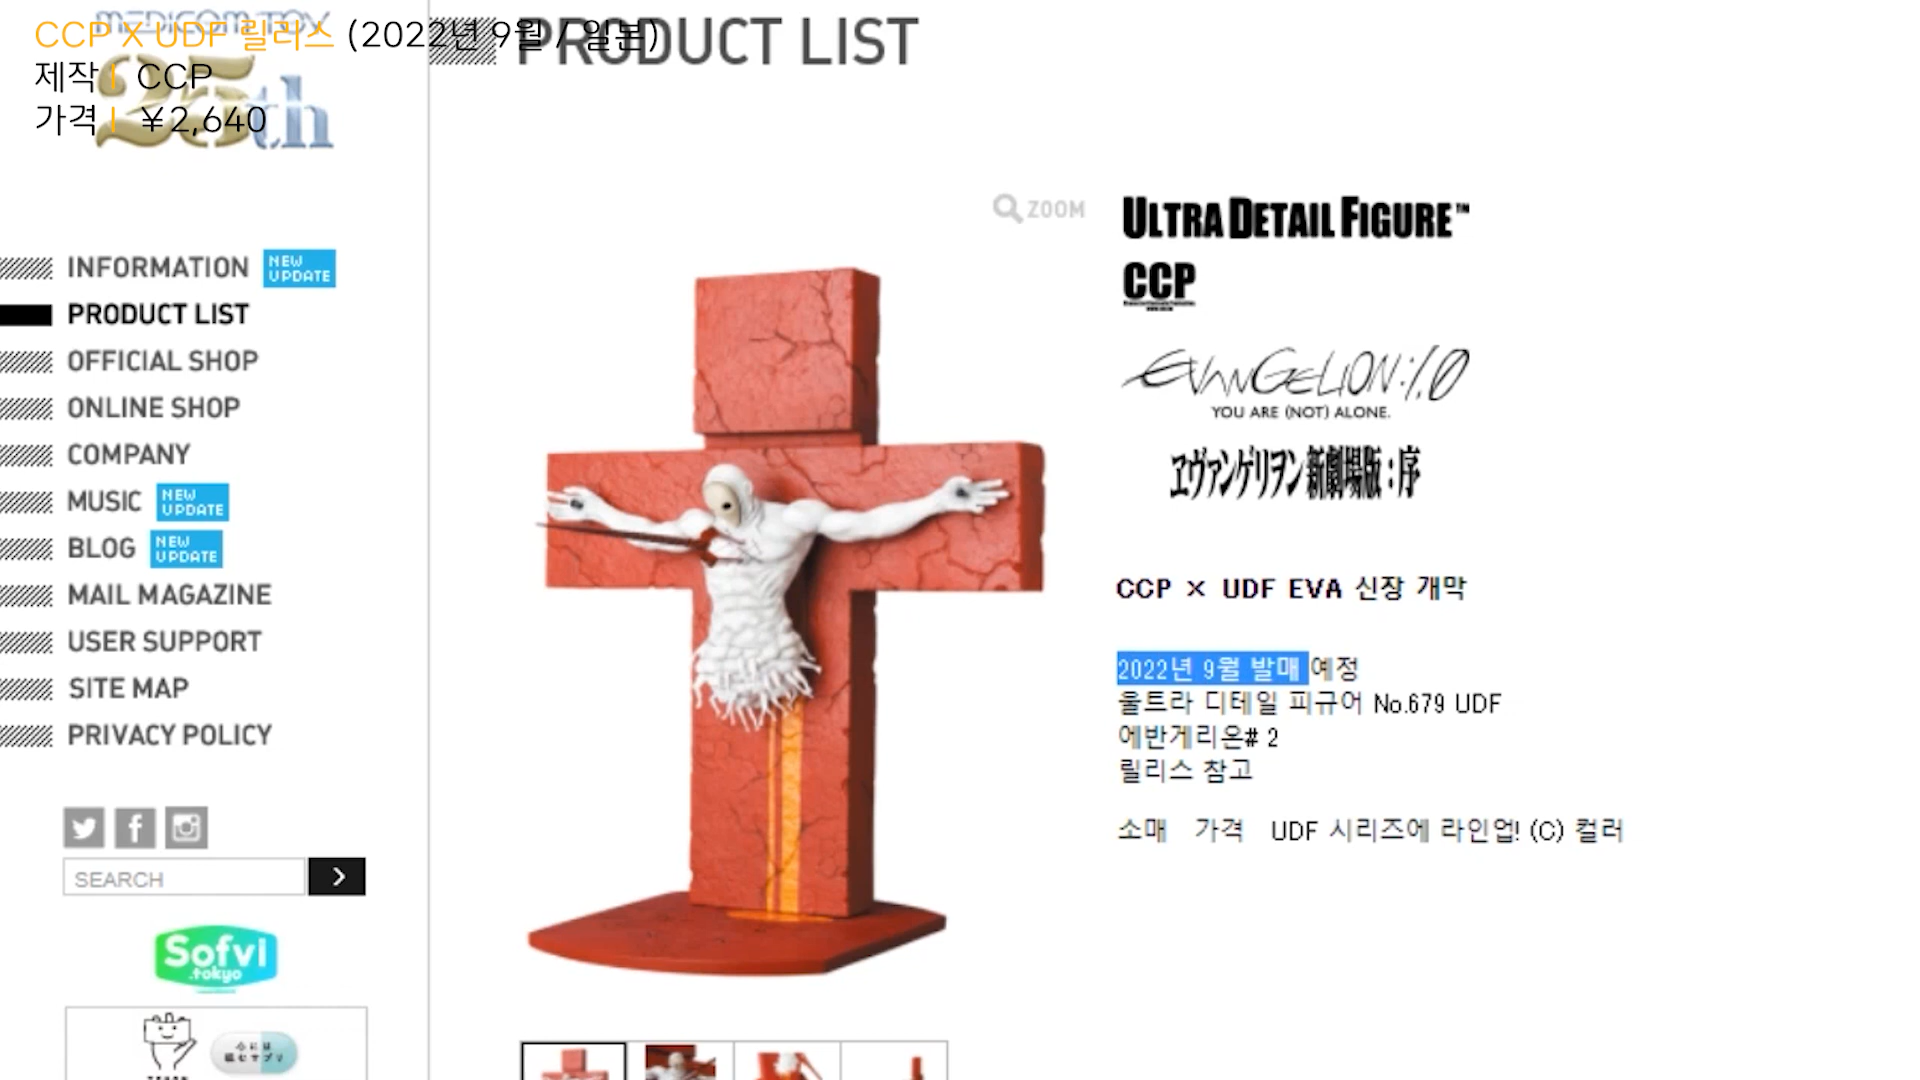 MEDICOM TOY
25th
CCP X UDF 릴리스 (2022년 9월 / 일본)
제작 | CCP
가격 | ￥2,640
PRODUCT LIST
INFORMATION NEW UPDATE
PRODUCT LIST
OFFICIAL SHOP
ONLINE SHOP
COMPANY
MUSIC NEW UPDATE
BLOG NEW UPDATE
MAIL MAGAZINE
USER SUPPORT
SITE MAP
PRIVACY POLICY
SEARCH
Sofvi
.tokyo
ZOOM
ULTRA DETAIL FIGURE™
CCP
EVANGELION:1.0
YOU ARE (NOT) ALONE.
ヱヴァンゲリヲン新劇場版:序
CCP × UDF EVA 신장 개막
2022년 9월 발매 예정
울트라 디테일 피규어 No.679 UDF
에반게리온# 2
릴리스 참고
소매 가격 UDF 시리즈에 라인업! (C) 컬러